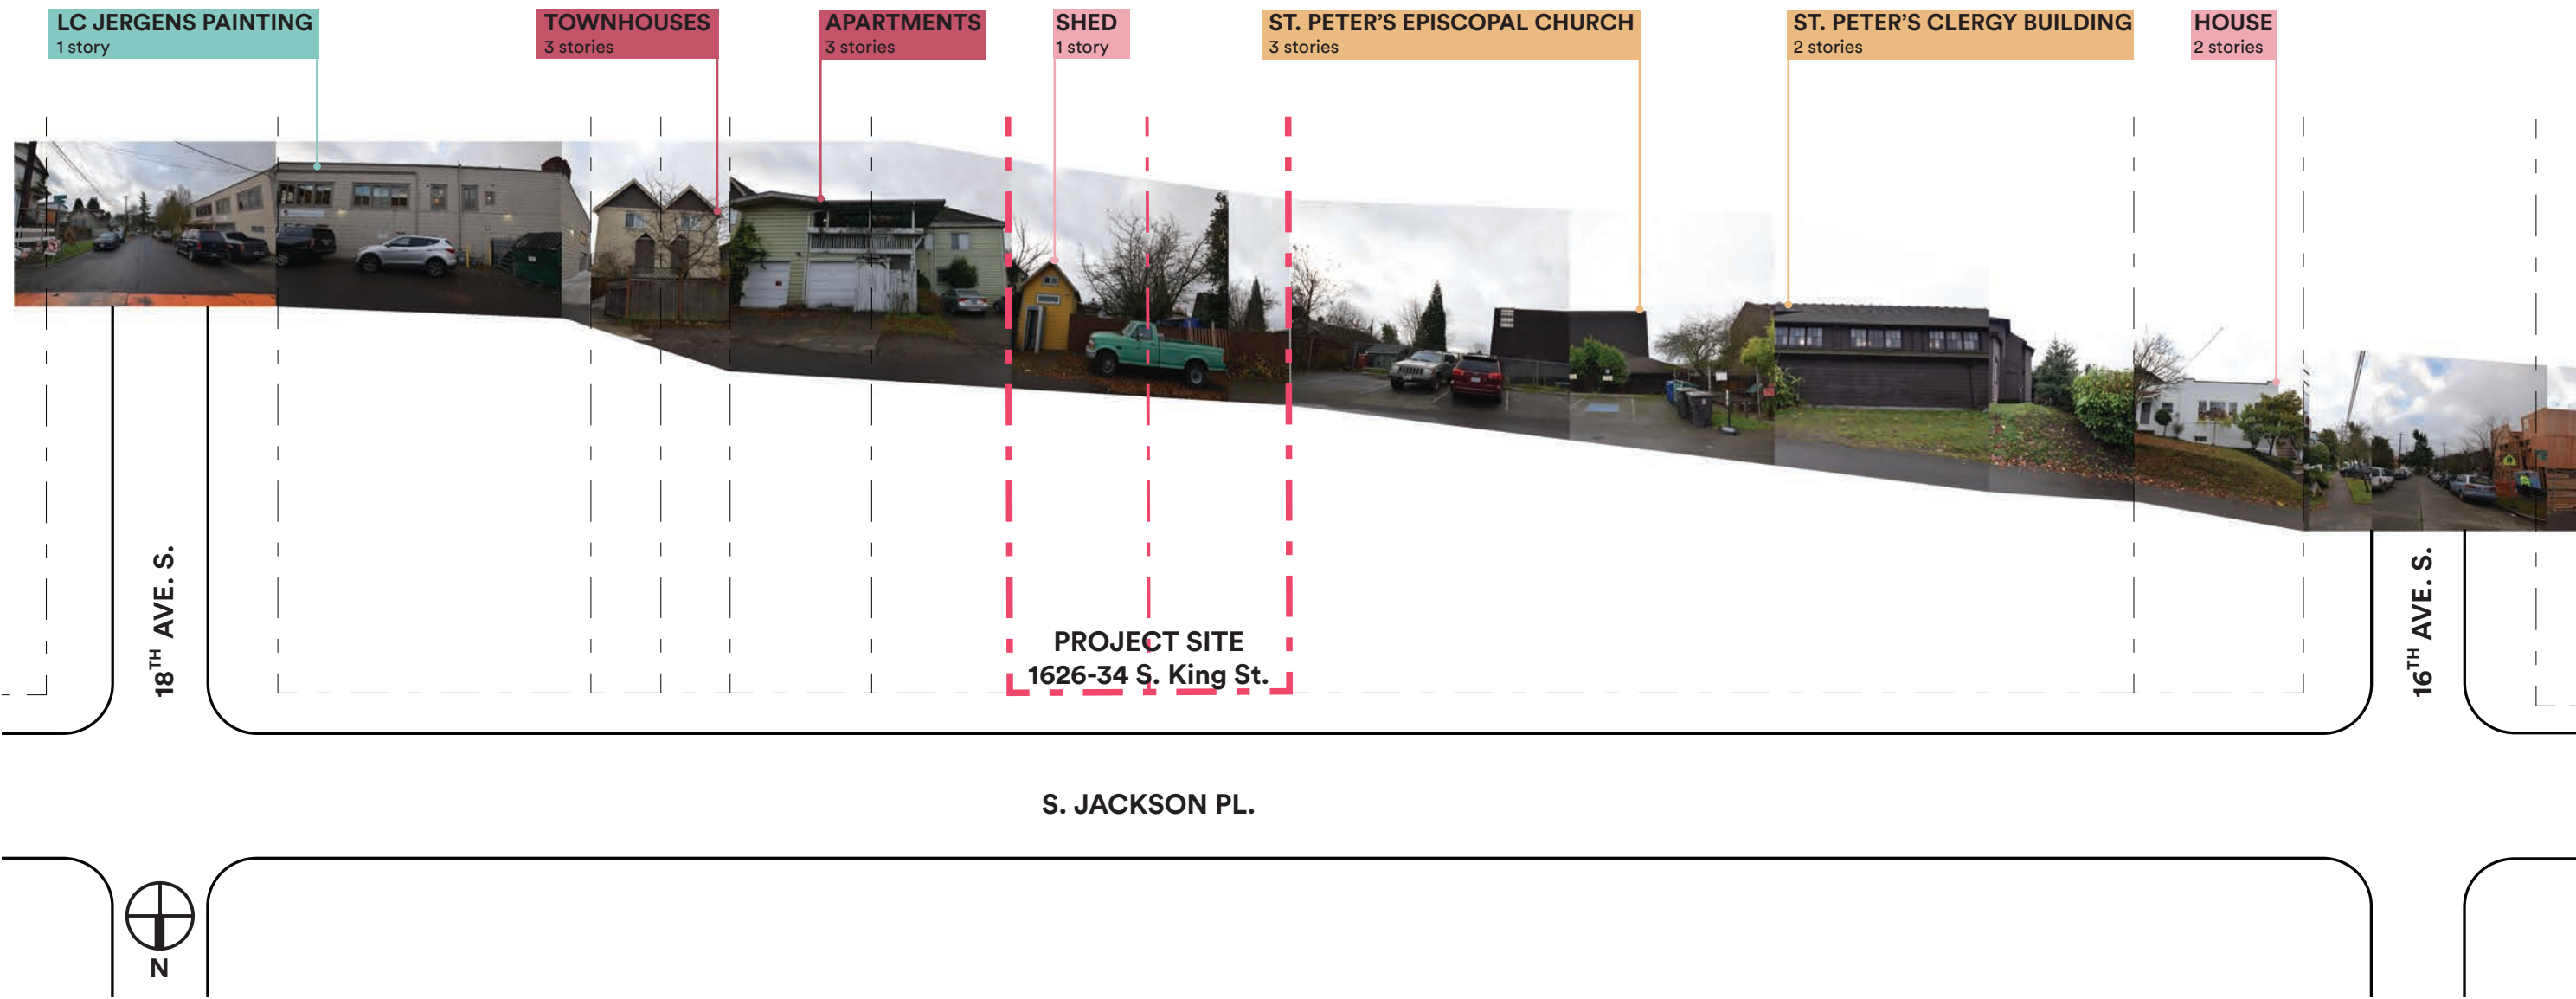 LC JERGENS PAINTING
1 story
TOWNHOUSES
3 stories
APARTMENTS
3 stories
SHED
1 story
ST. PETER'S EPISCOPAL CHURCH
3 stories
ST. PETER'S CLERGY BUILDING
2 stories
HOUSE
2 stories
18TH AVE. S.
PROJECT SITE
1626-34 S. King St.
16TH AVE. S.
S. JACKSON PL.
N